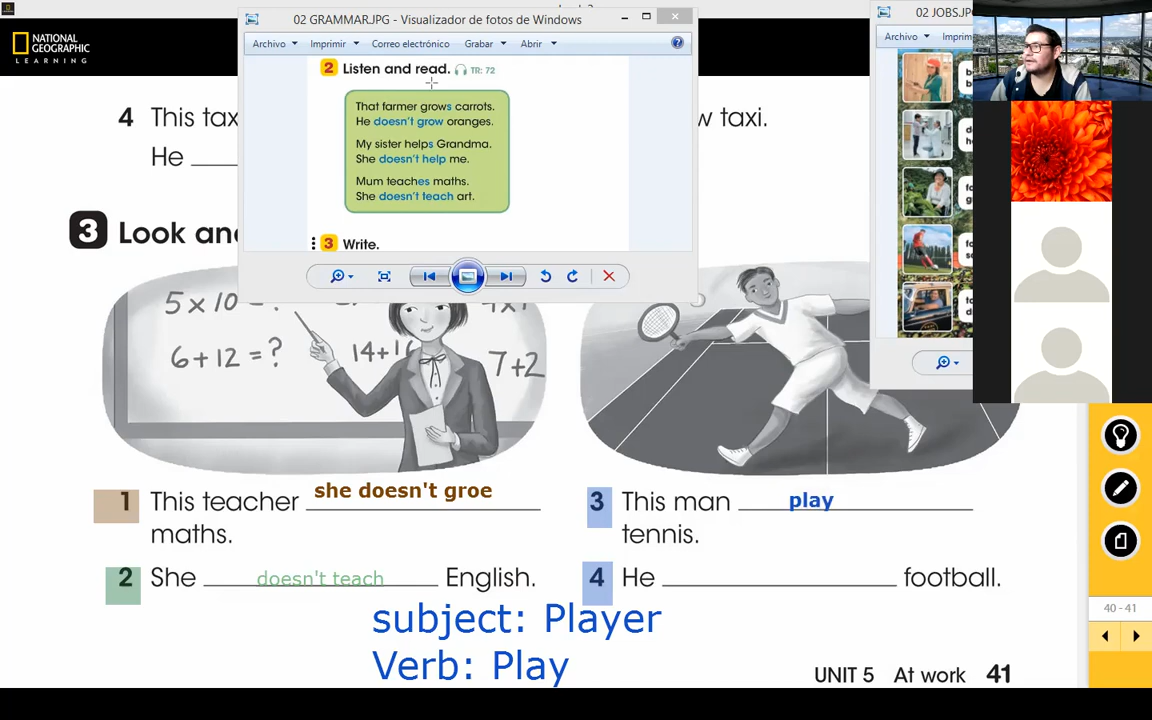 02 GRAMMAR.JPG - Visualizador de fotos de Windows
Archivo Imprimir Correo electrónico Grabar Abrir
02 JOBS.JP
Archivo Imprim
NATIONAL
GEOGRAPHIC
LEARNING
2 Listen and read. TR: 72
That farmer grows carrots.
He doesn't grow oranges.
My sister helps Grandma.
She doesn't help me.
Mum teaches maths.
She doesn't teach art.
3 Write.
4 This tax
w taxi.
He
3 Look an
5 x 10 = ?
6+12=?
14+1
7+2
1 This teacher she doesn't groe
maths.
2 She doesn't teach English.
3 This man play
tennis.
4 He football.
subject: Player
Verb: Play
40 - 41
UNIT 5 At work 41